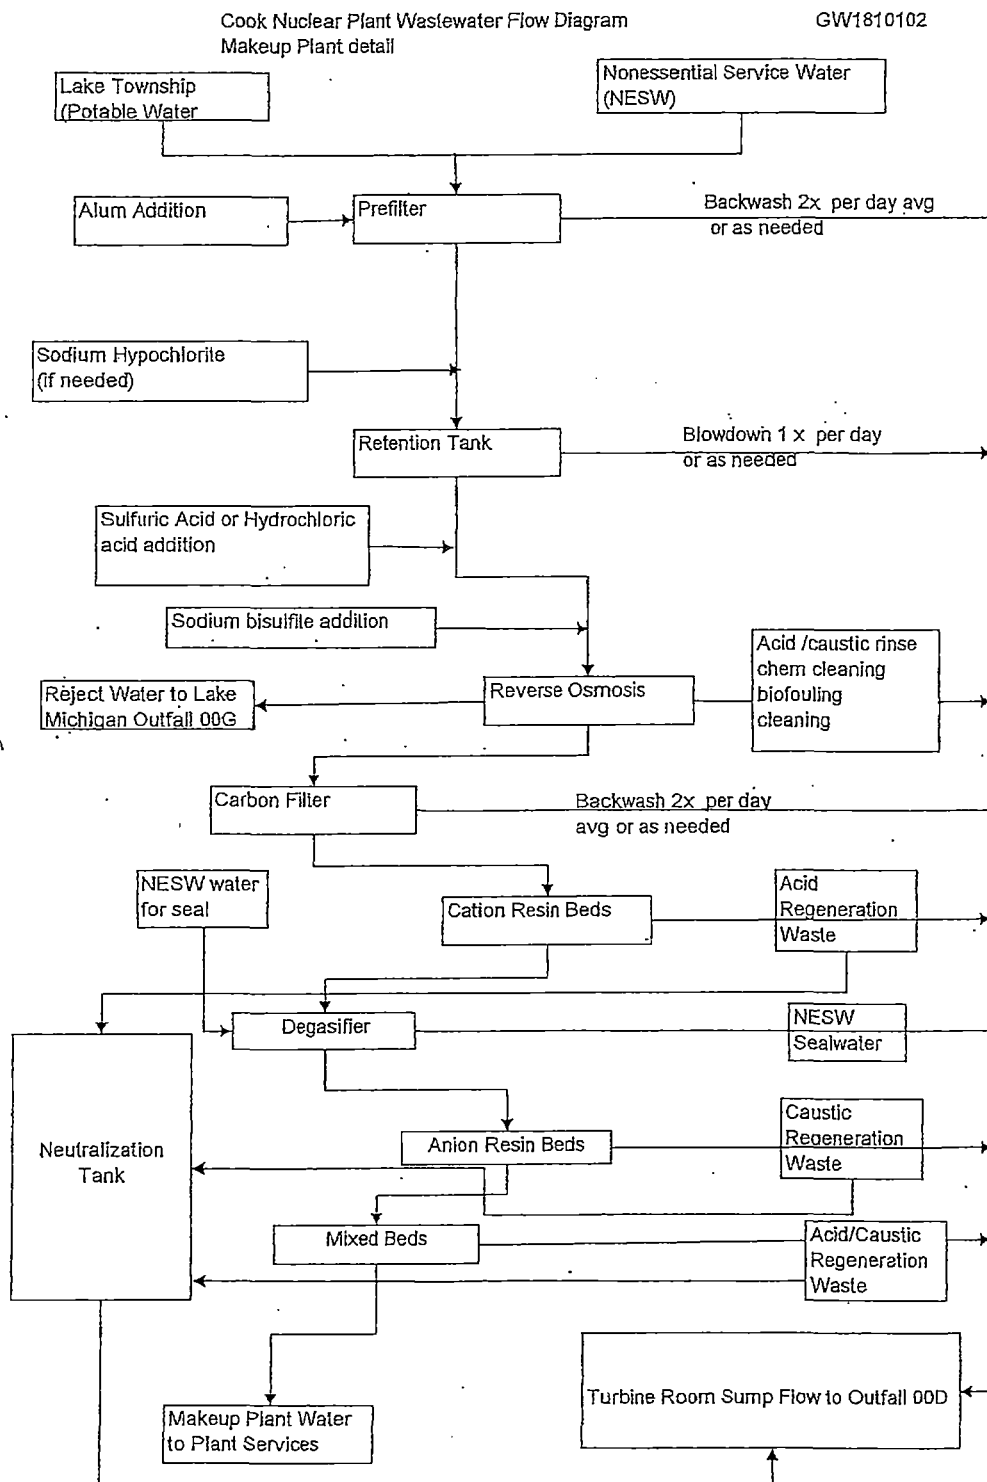 Cook Nuclear Plant Wastewater Flow Diagram
GW1810102
Makeup Plant detail
Lake Township
(Potable Water
Nonessential Service Water
(NESW)
Alum Addition
Prefilter
Backwash 2x per day avg
or as needed
Sodium Hypochlorite
(if needed)
Retention Tank
Blowdown 1 x per day
or as needed
Sulfuric Acid or Hydrochloric
acid addition
Sodium bisulfile addition
Reject Water to Lake
Michigan Outfall 00G
Reverse Osmosis
Acid /caustic rinse
chem cleaning
biofouling
cleaning
Carbon Filter
Backwash 2x per day
avg or as needed
NESW water
for seal
Cation Resin Beds
Acid
Regeneration
Waste
Degasifier
NESW
Sealwater
Neutralization
Tank
Anion Resin Beds
Caustic
Regeneration
Waste
Mixed Beds
Acid/Caustic
Regeneration
Waste
Turbine Room Sump Flow to Outfall 00D
Makeup Plant Water
to Plant Services